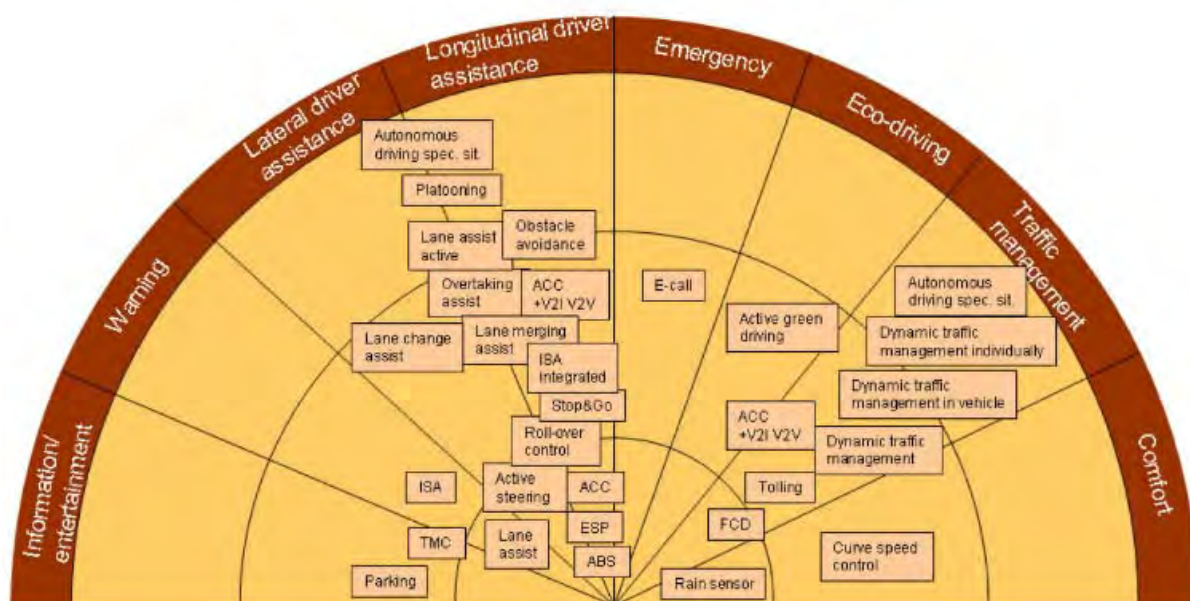 Information/
entertainment
Warning
Lateral driver
assistance
Longitudinal driver
assistance
Emergency
Eco-driving
Traffic
management
Comfort
Autonomous
driving spec. sit.
Platooning
Lane assist
active
Obstacle
avoidance
Overtaking
assist
ACC
+V2I V2V
Lane change
assist
Lane merging
assist
ISA
integrated
Stop&Go
Roll-over
control
ISA
Active
steering
ACC
TMC
Lane
assist
ESP
ABS
Parking
E-call
Active green
driving
Autonomous
driving spec. sit.
Dynamic traffic
management individually
Dynamic traffic
management in vehicle
ACC
+V2I V2V
Dynamic traffic
management
Tolling
FCD
Curve speed
control
Rain sensor